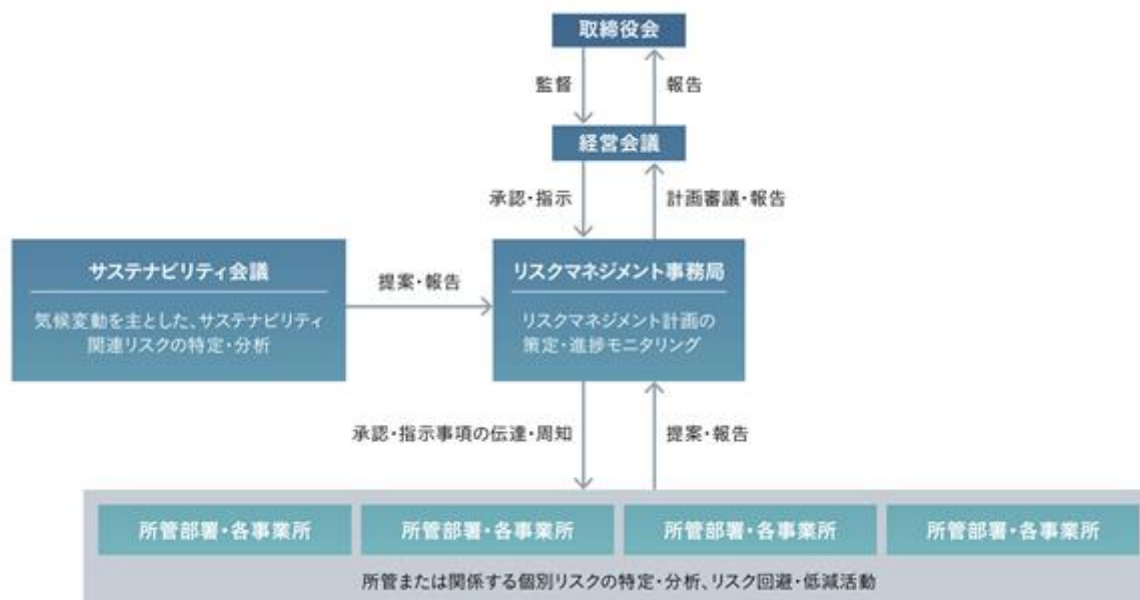 取締役会
監督
報告
経営会議
承認・指示
計画審議・報告
サステナビリティ会議
気候変動を主とした、サステナビリティ
関連リスクの特定・分析
提案・報告
リスクマネジメント事務局
リスクマネジメント計画の
策定・進捗モニタリング
承認・指示事項の伝達・周知
提案・報告
所管部署・各事業所
所管部署・各事業所
所管部署・各事業所
所管部署・各事業所
所管または関係する個別リスクの特定・分析、リスク回避・低減活動